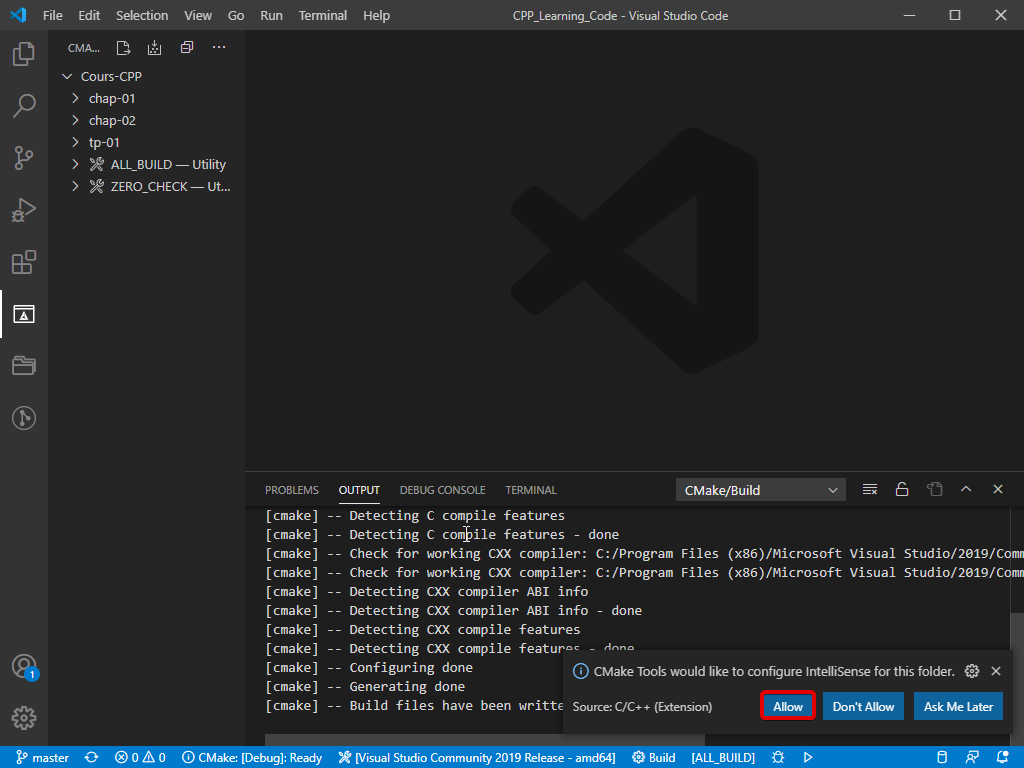 File Edit Selection View Go Run Terminal Help CPP_Learning_Code - Visual Studio Code
CMA...
Cours-CPP
chap-01
chap-02
tp-01
ALL_BUILD — Utility
ZERO_CHECK — Ut...
PROBLEMS OUTPUT DEBUG CONSOLE TERMINAL CMake/Build
[cmake] -- Detecting C compile features
[cmake] -- Detecting C compile features - done
[cmake] -- Check for working CXX compiler: C:/Program Files (x86)/Microsoft Visual Studio/2019/Com
[cmake] -- Check for working CXX compiler: C:/Program Files (x86)/Microsoft Visual Studio/2019/Com
[cmake] -- Detecting CXX compiler ABI info
[cmake] -- Detecting CXX compiler ABI info - done
[cmake] -- Detecting CXX compile features
[cmake] -- Detecting CXX compile features - done
[cmake] -- Configuring done
[cmake] -- Generating done
[cmake] -- Build files have been writte
CMake Tools would like to configure IntelliSense for this folder.
Source: C/C++ (Extension) Allow Don't Allow Ask Me Later
1
master 0 0 CMake: [Debug]: Ready [Visual Studio Community 2019 Release - amd64] Build [ALL_BUILD]